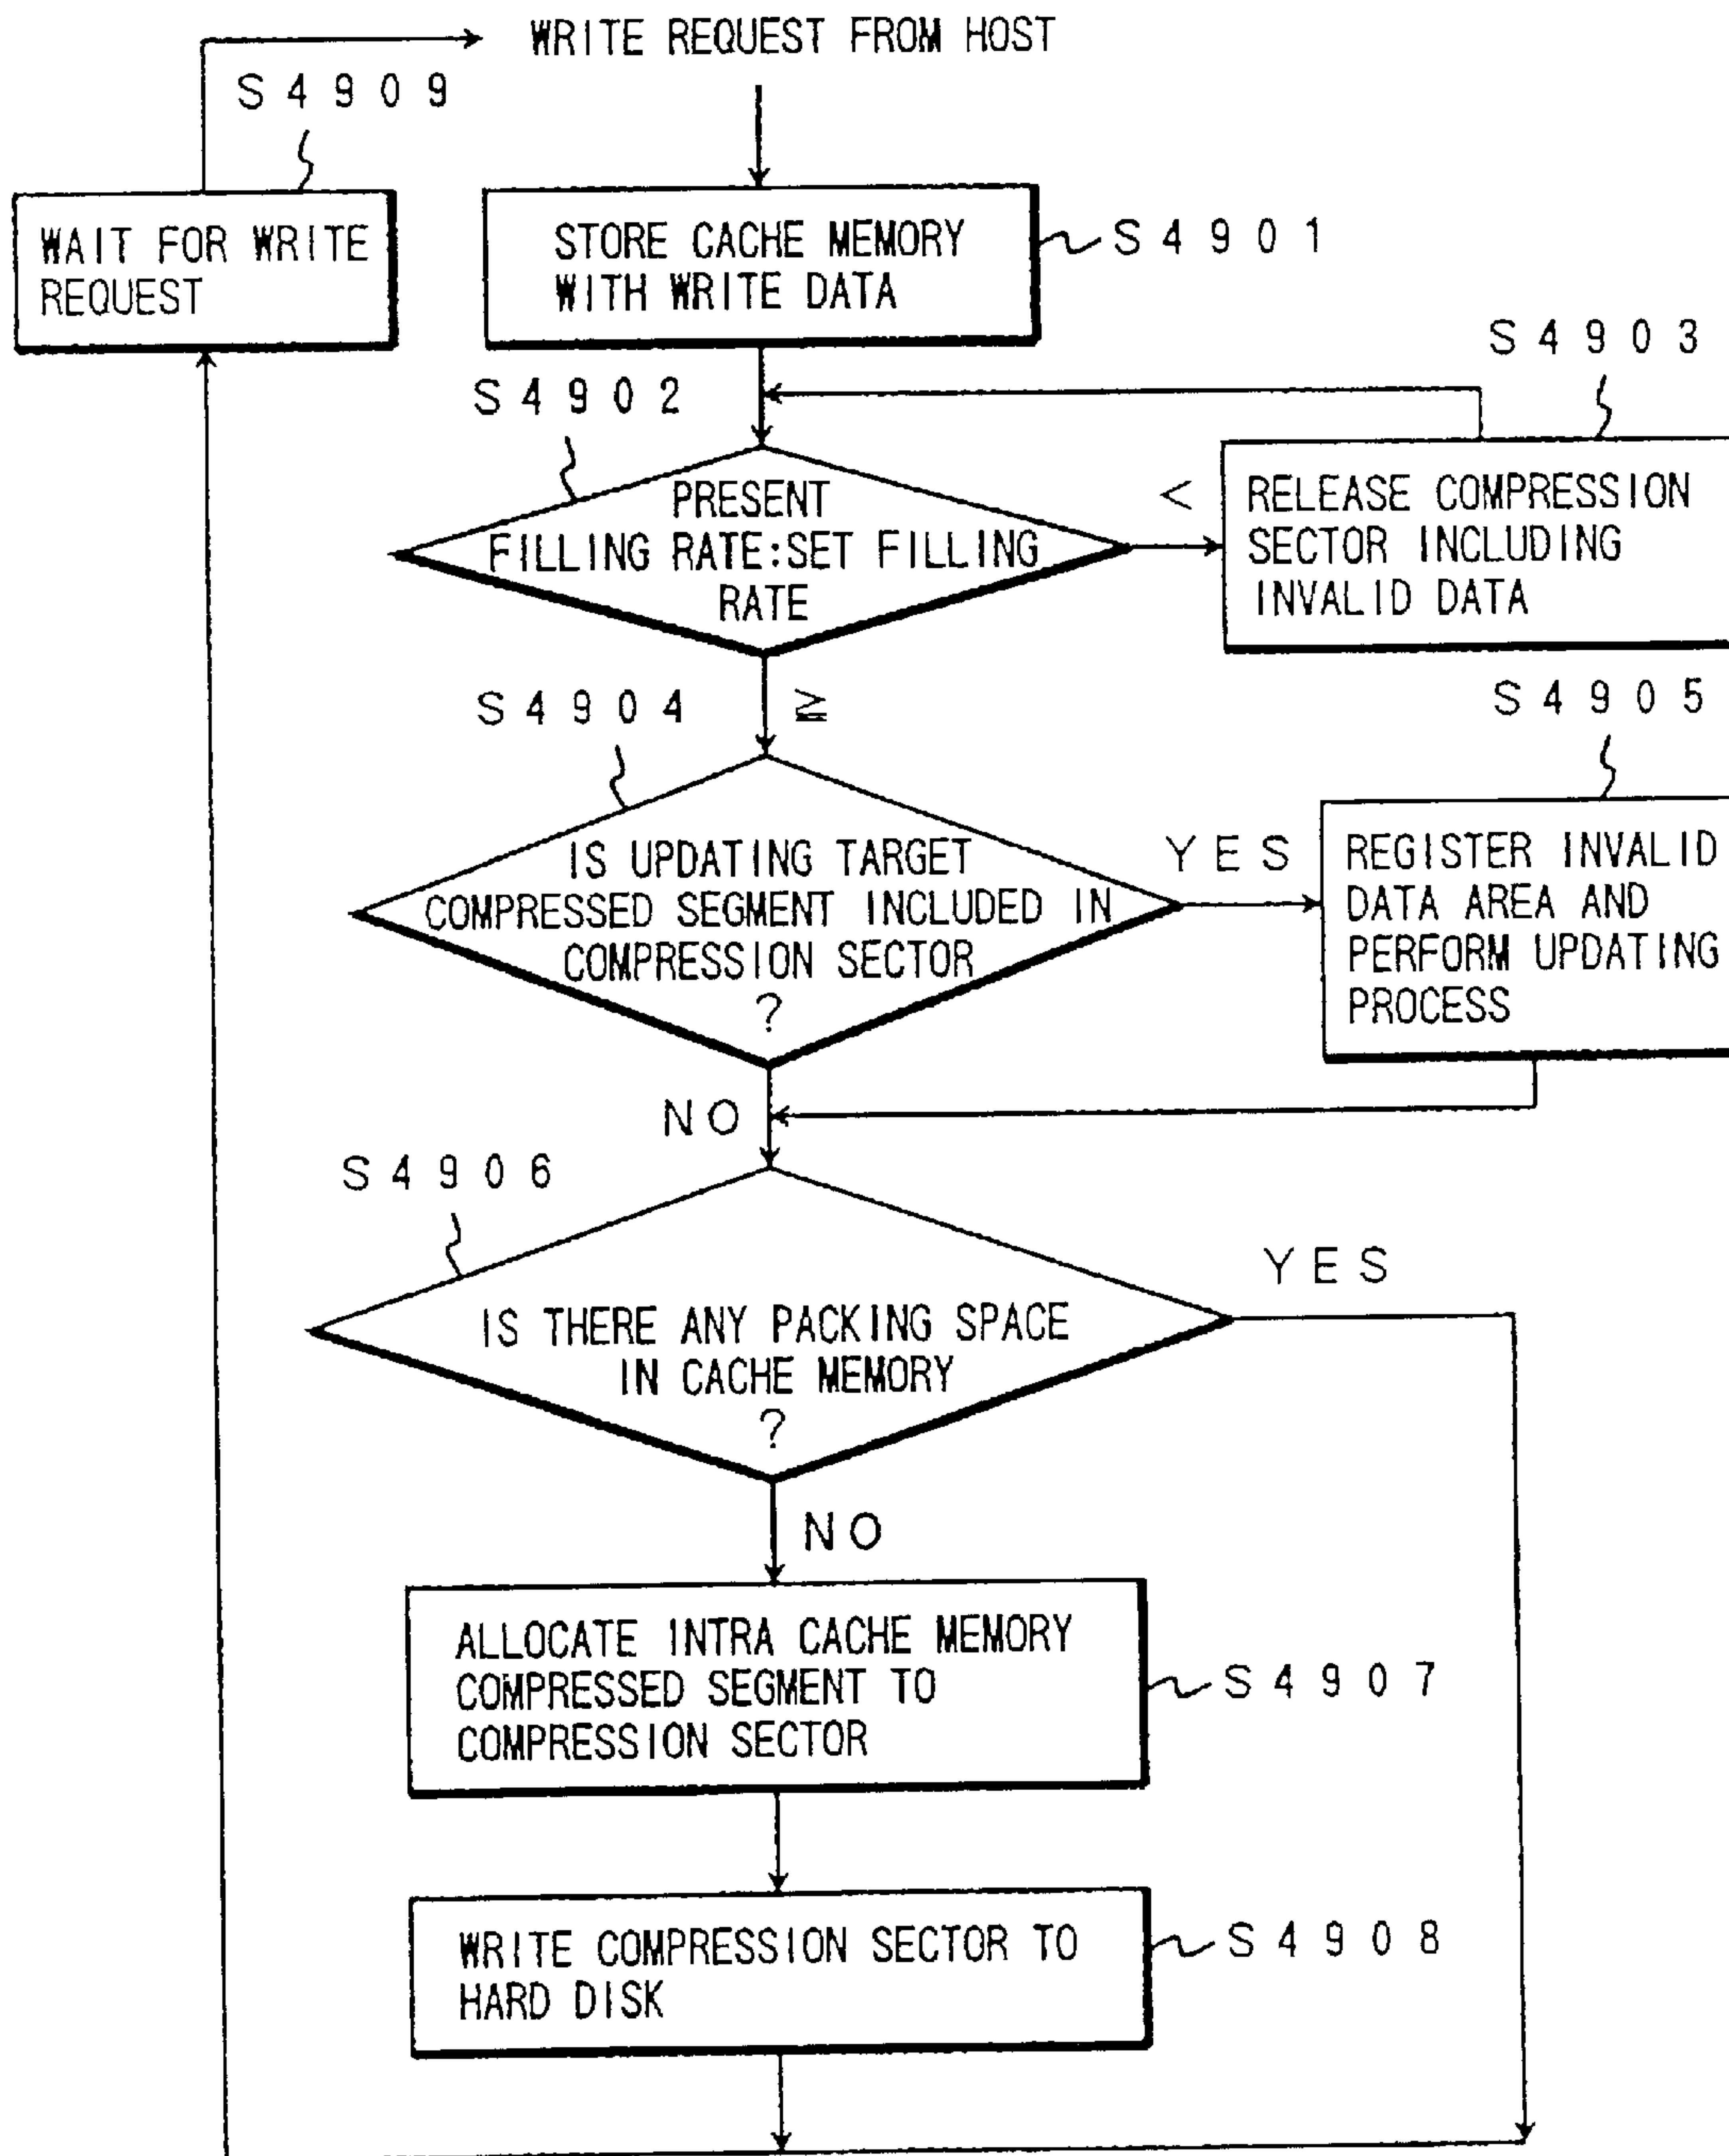 WRITE REQUEST FROM HOST
S4909
WAIT FOR WRITE
REQUEST
STORE CACHE MEMORY
WITH WRITE DATA
S4901
S4903
S4902
PRESENT
FILLING RATE:SET FILLING
RATE
<
RELEASE COMPRESSION
SECTOR INCLUDING
INVALID DATA
S4904
≧
S4905
IS UPDATING TARGET
COMPRESSED SEGMENT INCLUDED IN
COMPRESSION SECTOR
?
YES
REGISTER INVALID
DATA AREA AND
PERFORM UPDATING
PROCESS
NO
S4906
IS THERE ANY PACKING SPACE
IN CACHE MEMORY
?
YES
NO
ALLOCATE INTRA CACHE MEMORY
COMPRESSED SEGMENT TO
COMPRESSION SECTOR
S4907
WRITE COMPRESSION SECTOR TO
HARD DISK
S4908